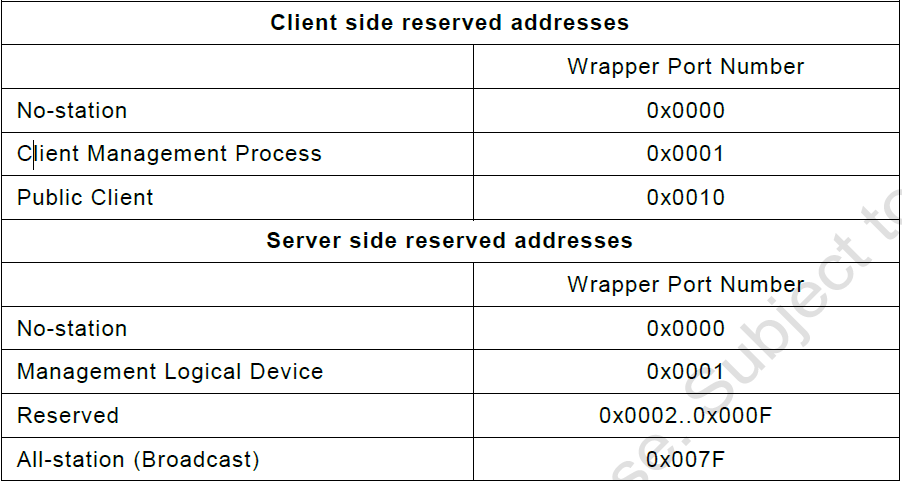 Client side reserved addresses
Wrapper Port Number
No-station 0x0000
Client Management Process 0x0001
Public Client 0x0010
Server side reserved addresses
Wrapper Port Number
No-station 0x0000
Management Logical Device 0x0001
Reserved 0x0002..0x000F
All-station (Broadcast) 0x007F
se. Subject to